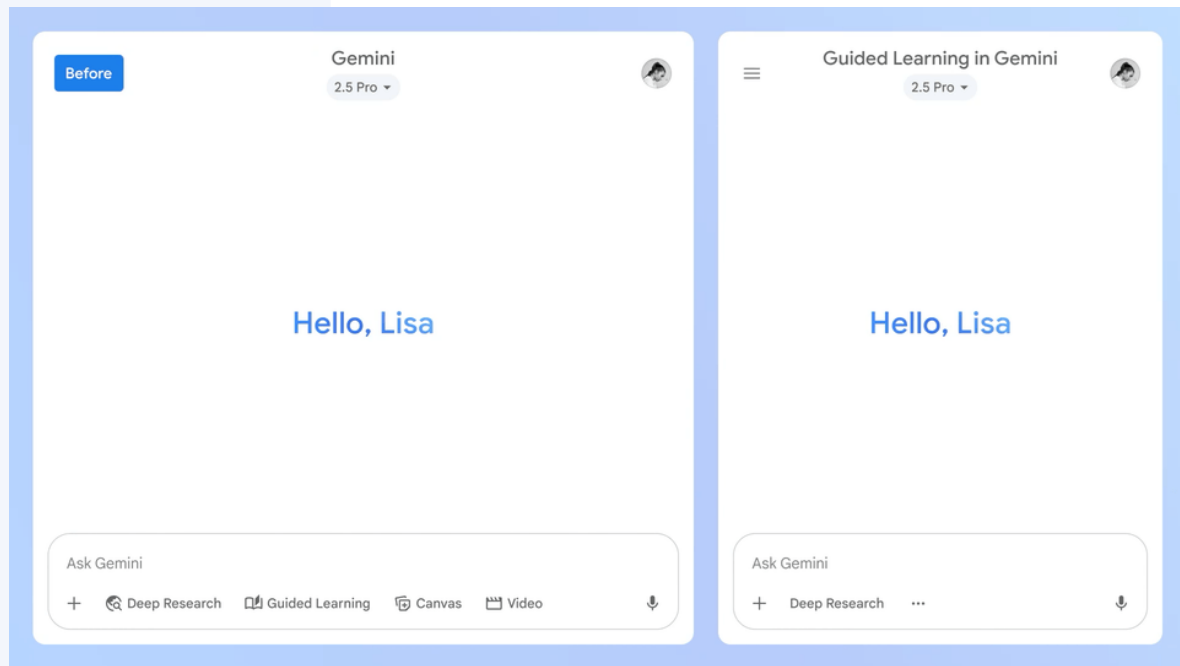 Before
Gemini
2.5 Pro
Hello, Lisa
Ask Gemini
Deep Research Guided Learning Canvas Video
Guided Learning in Gemini
2.5 Pro
Hello, Lisa
Ask Gemini
Deep Research ...